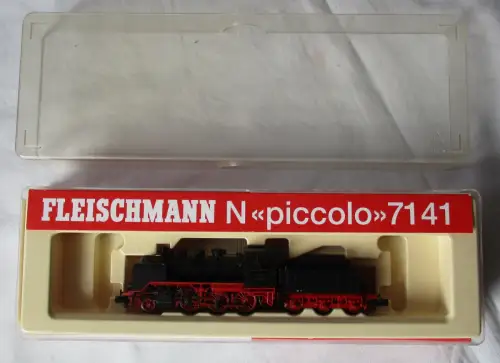 FLEISCHMANN N «piccolo» 7141